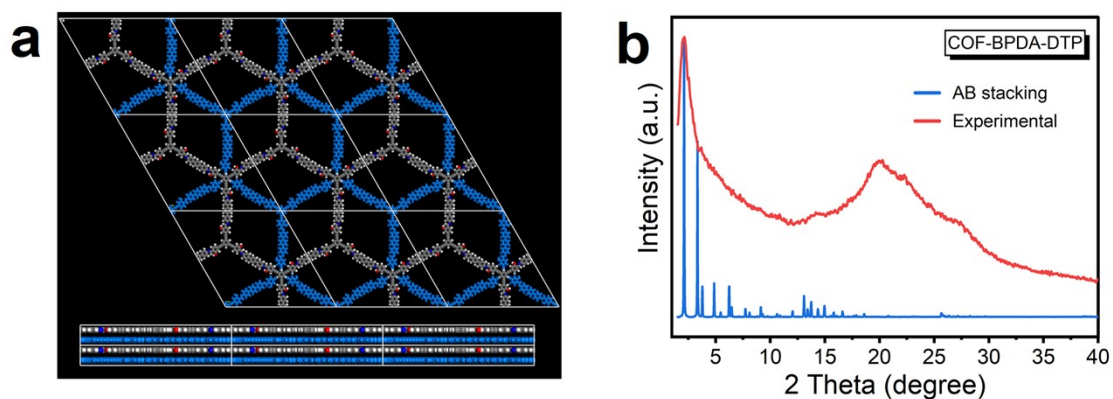 a
b
COF-BPDA-DTP
AB stacking
Experimental
Intensity (a.u.)
5 10 15 20 25 30 35 40
2 Theta (degree)